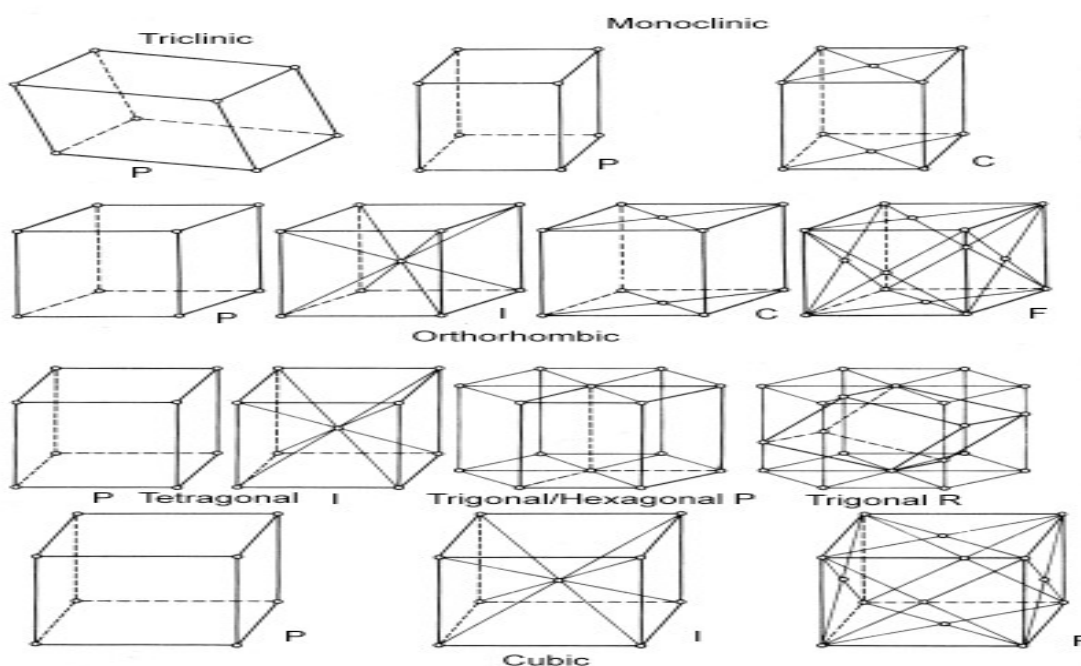 Triclinic Monoclinic
P P C
P I C F
Orthorhombic
P Tetragonal I Trigonal/Hexagonal P Trigonal R
P I F
Cubic